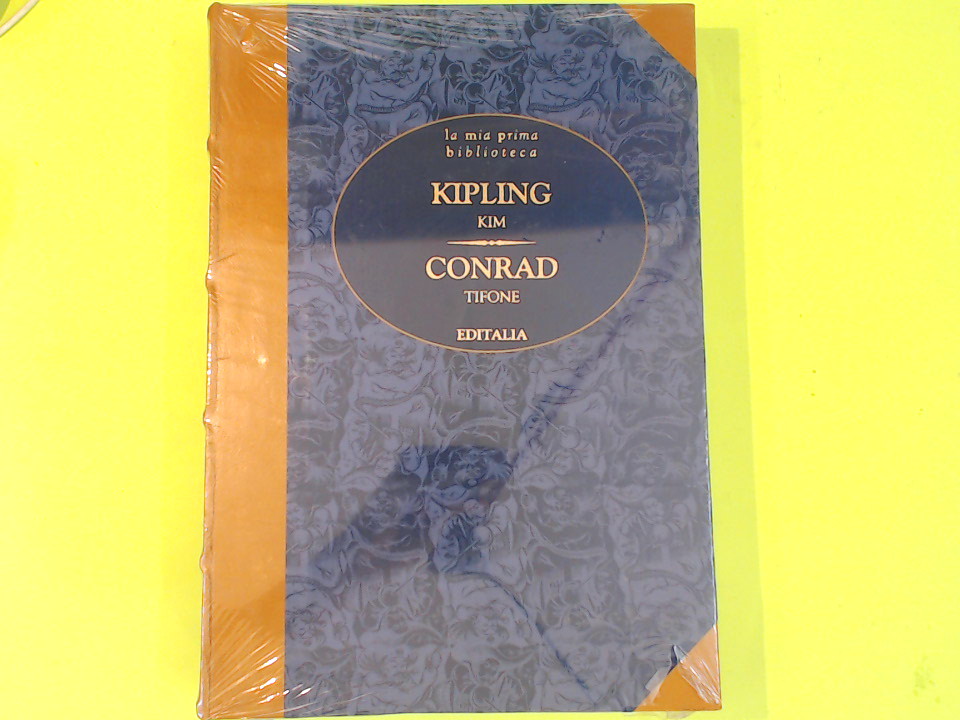 la mia prima
biblioteca
KIPLING
KIM
CONRAD
TIFONE
EDITALIA